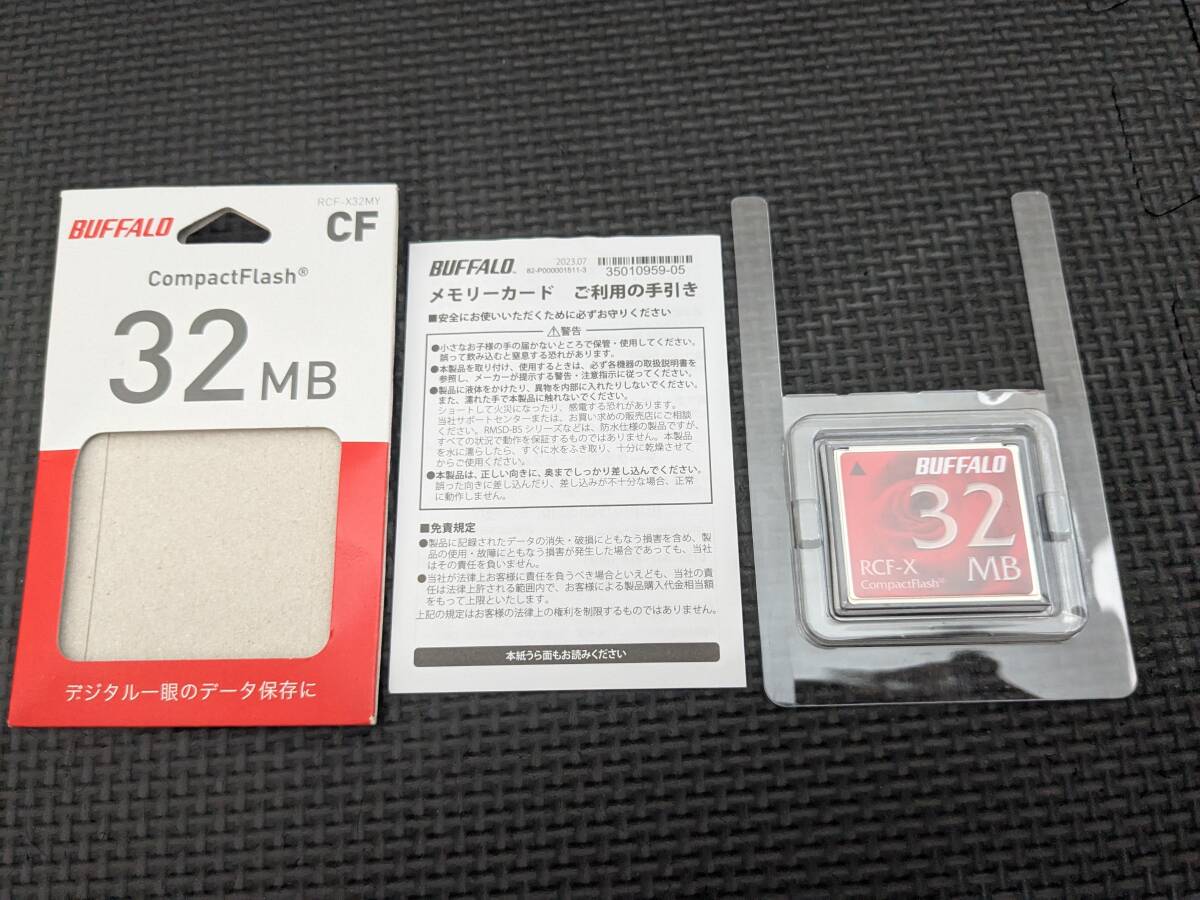 BUFFALO
RCF-X32MY
CF
CompactFlash®
32 MB
デジタル一眼のデータ保存に
BUFFALO™
2023.07
82-P000001511-3
35010959-05
メモリーカード ご利用の手引き
■安全にお使いいただくために必ずお守りください
⚠警告
●小さなお子様の手の届かないところで保管・使用してください。
誤って飲み込むと窒息する恐れがあります。
●本製品を取り付け、使用するときは、必ず各機器の取扱説明書を
参照し、メーカーが提示する警告・注意指示に従ってください。
●製品に液体をかけたり、異物を内部に入れたりしないでください。
また、濡れた手で本製品に触れないでください。
ショートして火災になったり、感電する恐れがあります。
当社サポートセンターまたは、お買い求めの販売店にご相談
ください。RMSD-BSシリーズなどは、防水仕様の製品ですが、
すべての状況で動作を保証するものではありません。本製品
を水に濡らしたら、すぐに水をふき取り、十分に乾燥させて
からご使用ください。
●本製品は、正しい向きに、奥までしっかり差し込んでください。
誤った向きに差し込んだり、差し込みが不十分な場合、正常
に動作しません。
■免責規定
●製品に記録されたデータの消失・破損にともなう損害を含め、製
品の使用・故障にともなう損害が発生した場合であっても、当社
はその責任を負いません。
●当社が法律上お客様に責任を負うべき場合といえども、当社の責
任は法律上許される範囲内で、お客様による製品購入代金相当額
をもって上限といたします。
上記の規定はお客様の法律上の権利を制限するものではありません。
本紙うら面もお読みください
BUFFALO
32
MB
RCF-X
CompactFlash®